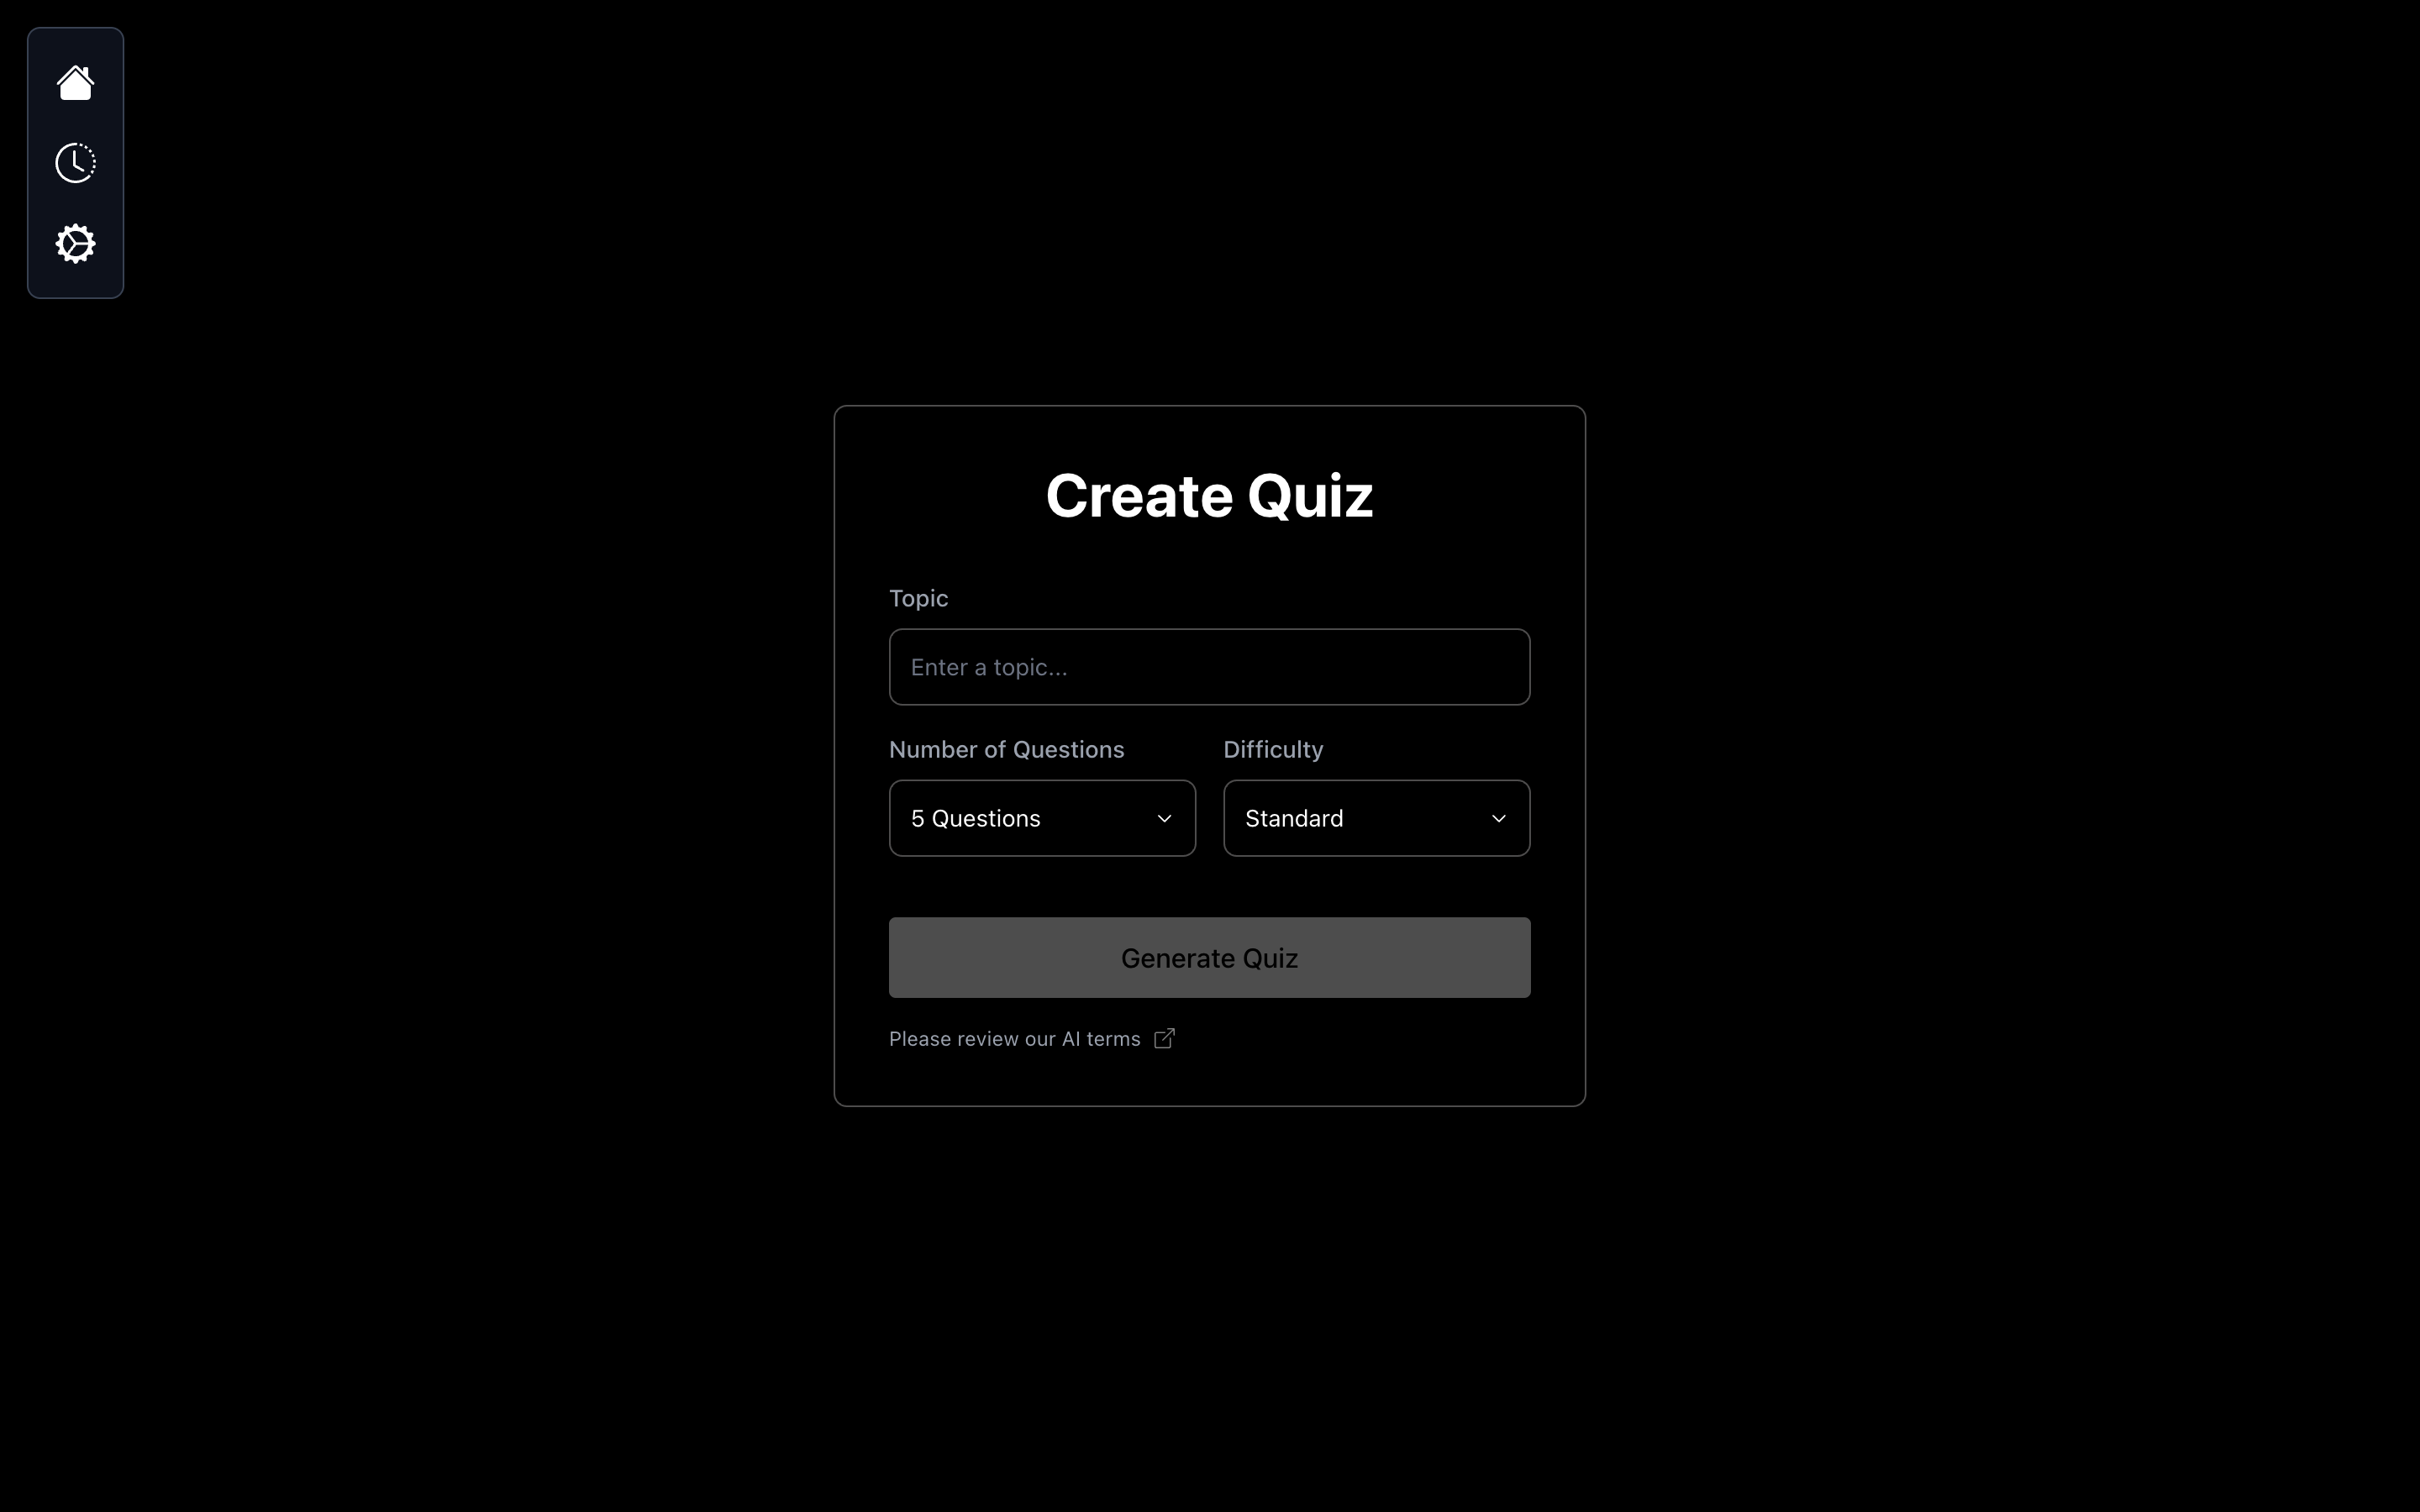 Create Quiz
Topic
Enter a topic...
Number of Questions
Difficulty
5 Questions
Standard
Generate Quiz
Please review our AI terms